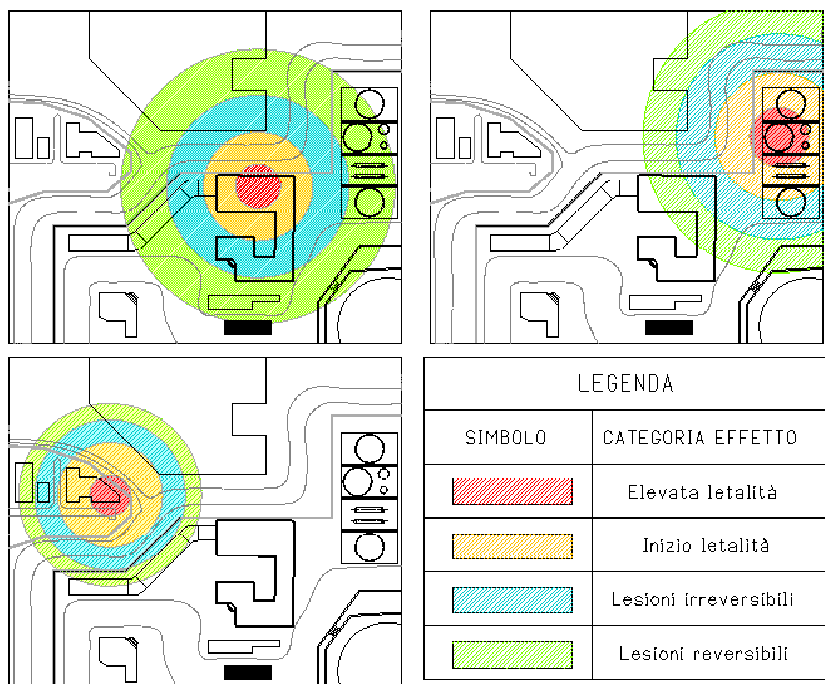 LEGENDA
SIMBOLO CATEGORIA EFFETTO
Elevata letalità
Inizio letalità
Lesioni irreversibili
Lesioni reversibili